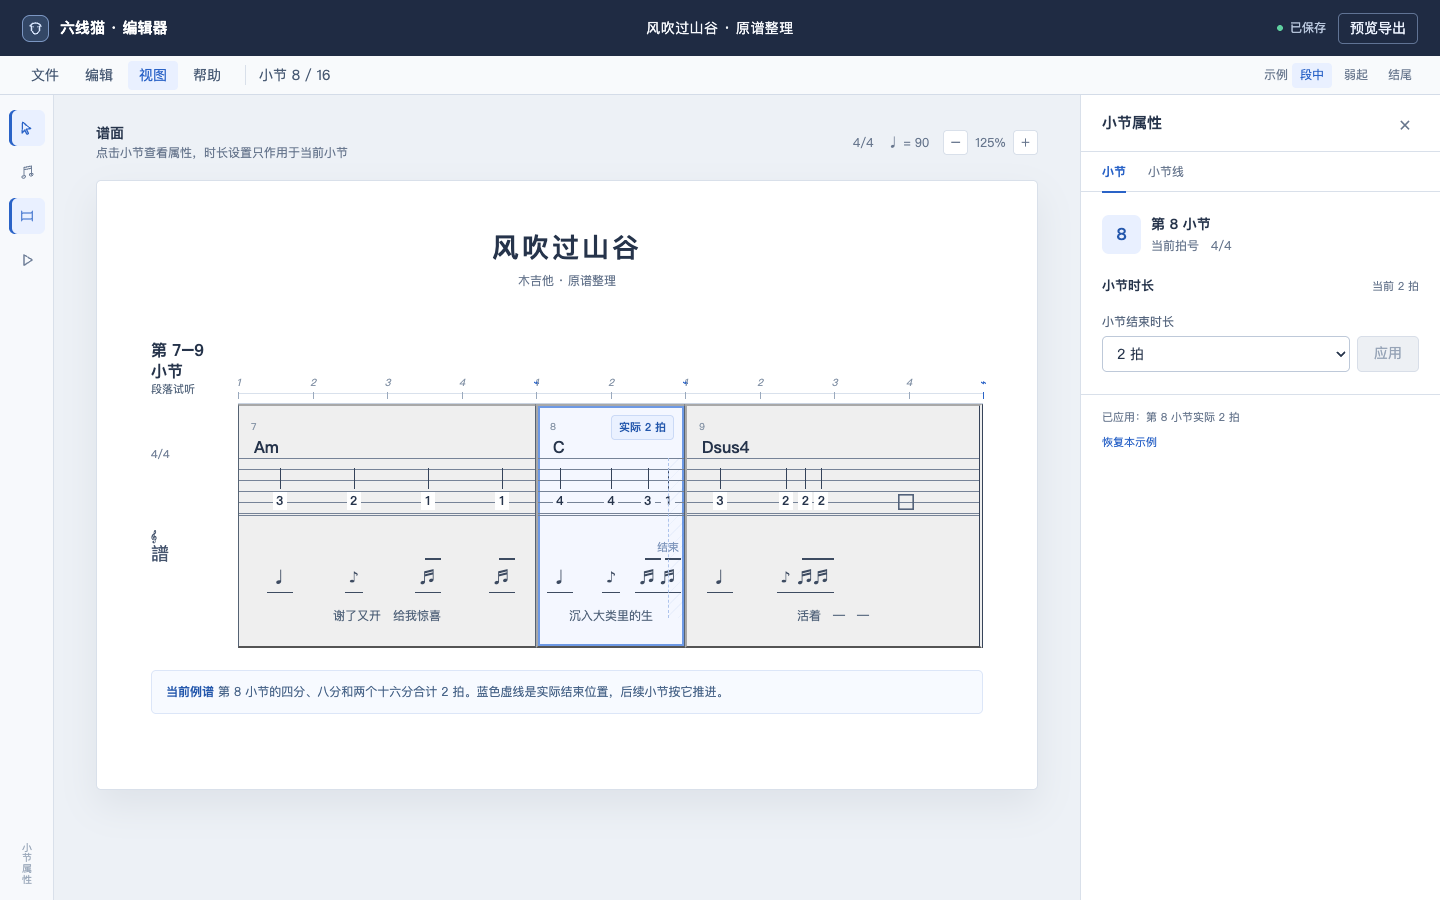 六线猫 · 编辑器
风吹过山谷 · 原谱整理
已保存
预览导出
文件 编辑 视图 帮助 小节 8 / 16
示例 段中 弱起 结尾
谱面
点击小节查看属性，时长设置只作用于当前小节
4/4 ♩ = 90 − 125% +
风吹过山谷
木吉他 · 原谱整理
第 7—9
小节
段落试听
1 2 3 4 2 2 3 4
7 8 实际 2 拍 9
Am C Dsus4
4/4
3 2 1 1 4 4 3 1 3 2 2 2
譜
结束
谢了又开 给我惊喜 沉入大类里的生 活着 — —
当前例谱 第 8 小节的四分、八分和两个十六分合计 2 拍。蓝色虚线是实际结束位置，后续小节按它推进。
小节属性
小节属性 ×
小节 小节线
8
第 8 小节
当前拍号 4/4
小节时长 当前 2 拍
小节结束时长
2 拍 应用
已应用：第 8 小节实际 2 拍
恢复本示例